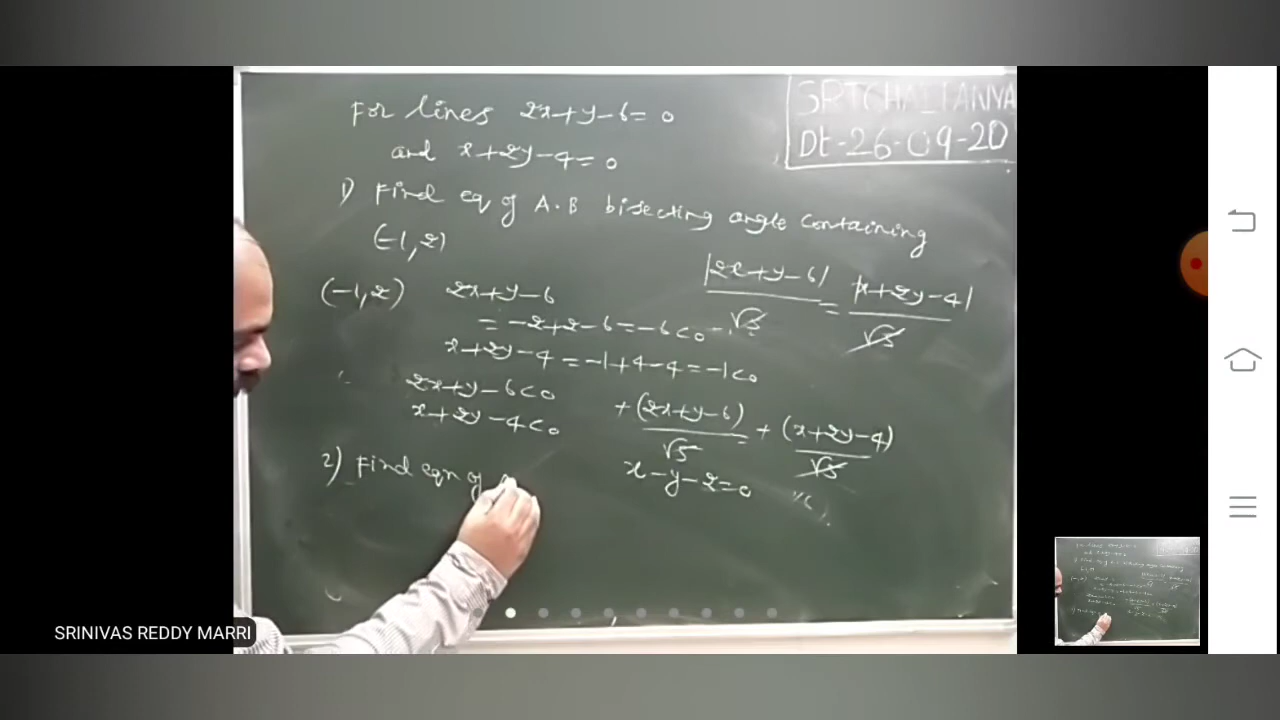 SRI CHAITANYA
Dt-26-09-20
For lines 2x+y-6=0
and x+2y-4=0
1) Find eq of A.B bisecting angle containing
(-1,2)
(-1,2) 2x+y-6
= -2+2-6 = -6<0
x+2y-4 = -1+4-4 = -1<0
2x+y-6<0
x+2y-4<0
|2x+y-6|/√5 = |x+2y-4|/√5
+(2x+y-6)/√5 = +(x+2y-4)/√5
x-y-2=0
2) Find eqn of
SRINIVAS REDDY MARRI